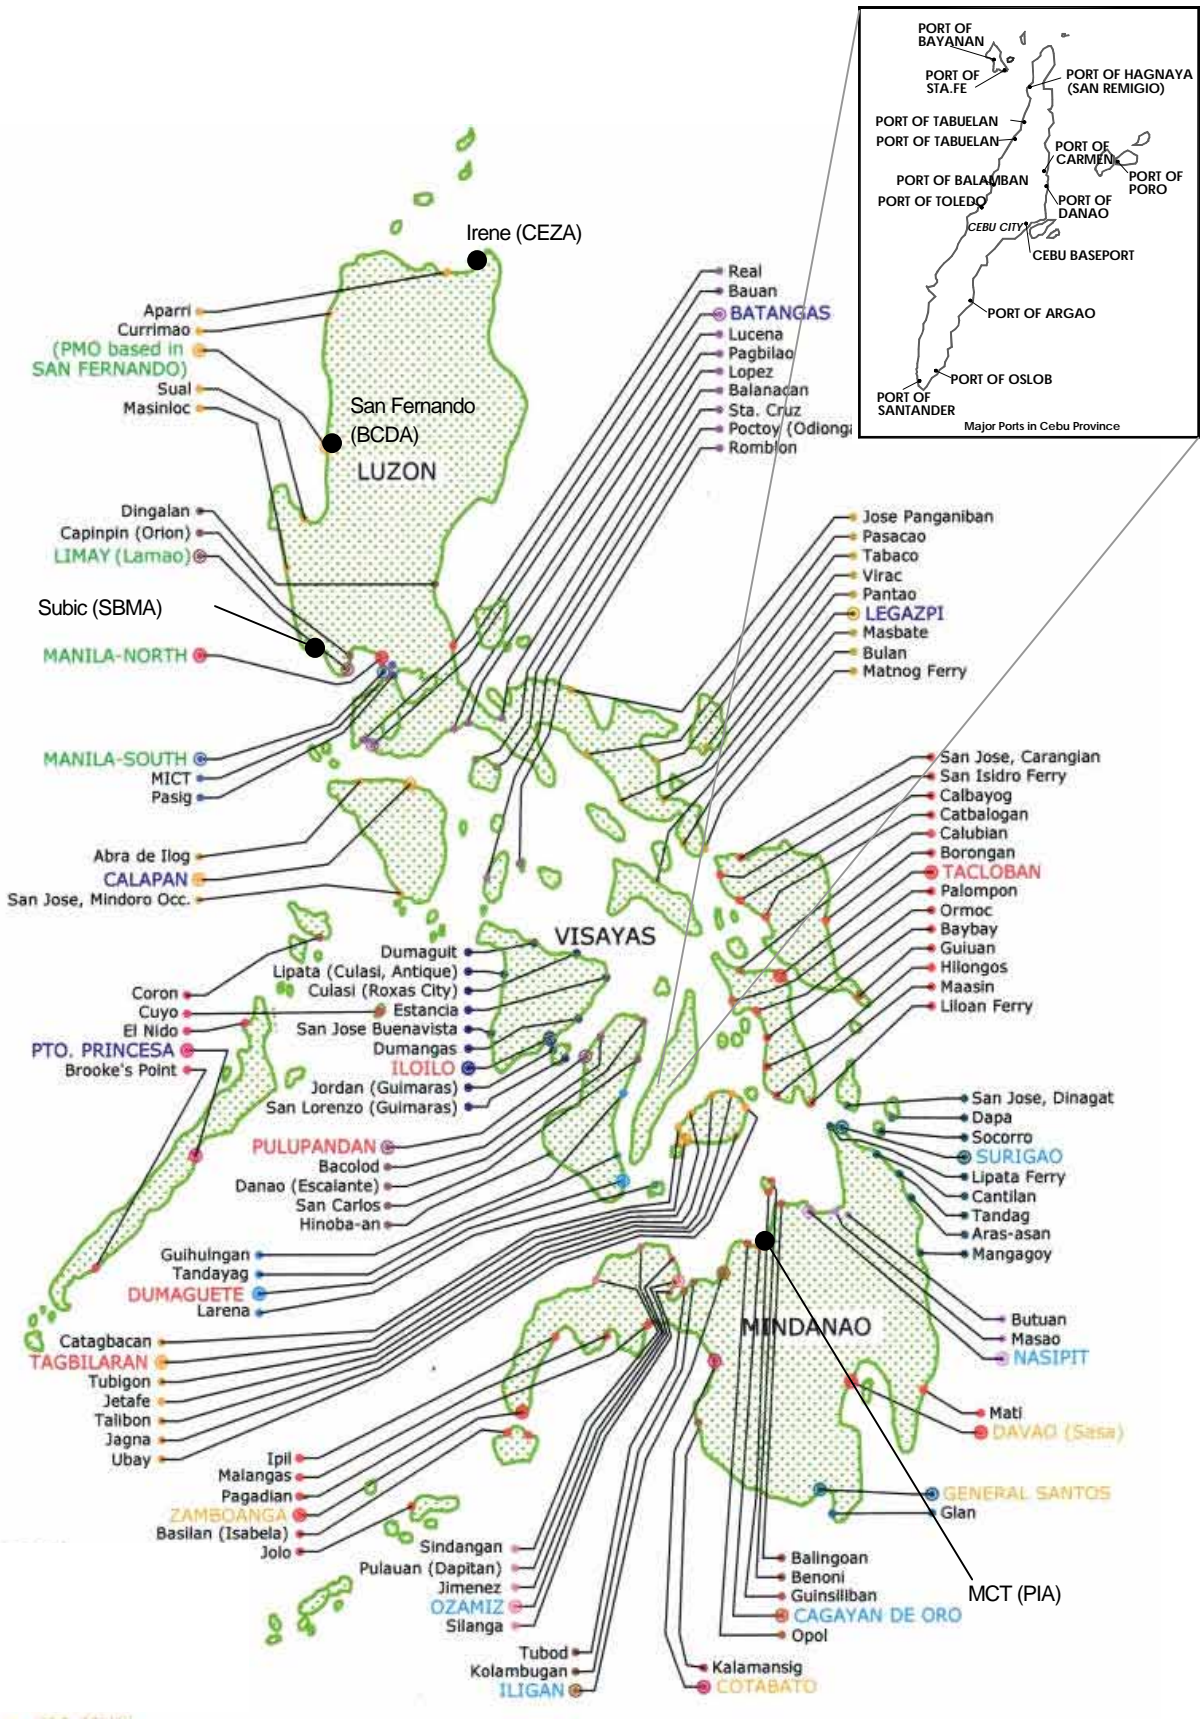 PORT OF
BAYANAN
PORT OF
STA.FE
PORT OF HAGNAYA
(SAN REMIGIO)
PORT OF TABUELAN
PORT OF TABUELAN
PORT OF
CARMEN
PORT OF BALAMBAN
PORT OF
PORO
PORT OF TOLEDO
PORT OF
DANAO
CEBU CITY
CEBU BASEPORT
PORT OF ARGAO
PORT OF OSLOB
PORT OF
SANTANDER
Major Ports in Cebu Province
Irene (CEZA)
Aparri
Currimao
(PMO based in
SAN FERNANDO)
Sual
Masinloc
San Fernando
(BCDA)
LUZON
Real
Bauan
BATANGAS
Lucena
Pagbilao
Lopez
Balanacan
Sta. Cruz
Poctoy (Odionga
Romblon
Dingalan
Capinpin (Orion)
LIMAY (Lamao)
Subic (SBMA)
MANILA-NORTH
MANILA-SOUTH
MICT
Pasig
Jose Panganiban
Pasacao
Tabaco
Virac
Pantao
LEGAZPI
Masbate
Bulan
Matnog Ferry
Abra de Ilog
CALAPAN
San Jose, Mindoro Occ.
San Jose, Carangian
San Isidro Ferry
Calbayog
Catbalogan
Calubian
Borongan
TACLOBAN
Palompon
Ormoc
Baybay
Guiuan
Hilongos
Maasin
Liloan Ferry
VISAYAS
Dumaguit
Lipata (Culasi, Antique)
Culasi (Roxas City)
Estancia
San Jose Buenavista
Dumangas
ILOILO
Jordan (Guimaras)
San Lorenzo (Guimaras)
Coron
Cuyo
El Nido
PTO. PRINCESA
Brooke's Point
PULUPANDAN
Bacolod
Danao (Escalante)
San Carlos
Hinoba-an
San Jose, Dinagat
Dapa
Socorro
SURIGAO
Lipata Ferry
Cantilan
Tandag
Aras-asan
Mangagoy
Guihulngan
Tandayag
DUMAGUETE
Larena
Catagbacan
TAGBILARAN
Tubigon
Jetafe
Talibon
Jagna
Ubay
MINDANAO
Butuan
Masao
NASIPIT
Mati
DAVAO (Sasa)
GENERAL SANTOS
Glan
Ipil
Malangas
Pagadian
ZAMBOANGA
Basilan (Isabela)
Jolo
Sindangan
Pulauan (Dapitan)
Jimenez
OZAMIZ
Silanga
Tubod
Kolambugan
ILIGAN
Balingoan
Benoni
Guinsiliban
CAGAYAN DE ORO
Opol
MCT (PIA)
Kalamansig
COTABATO